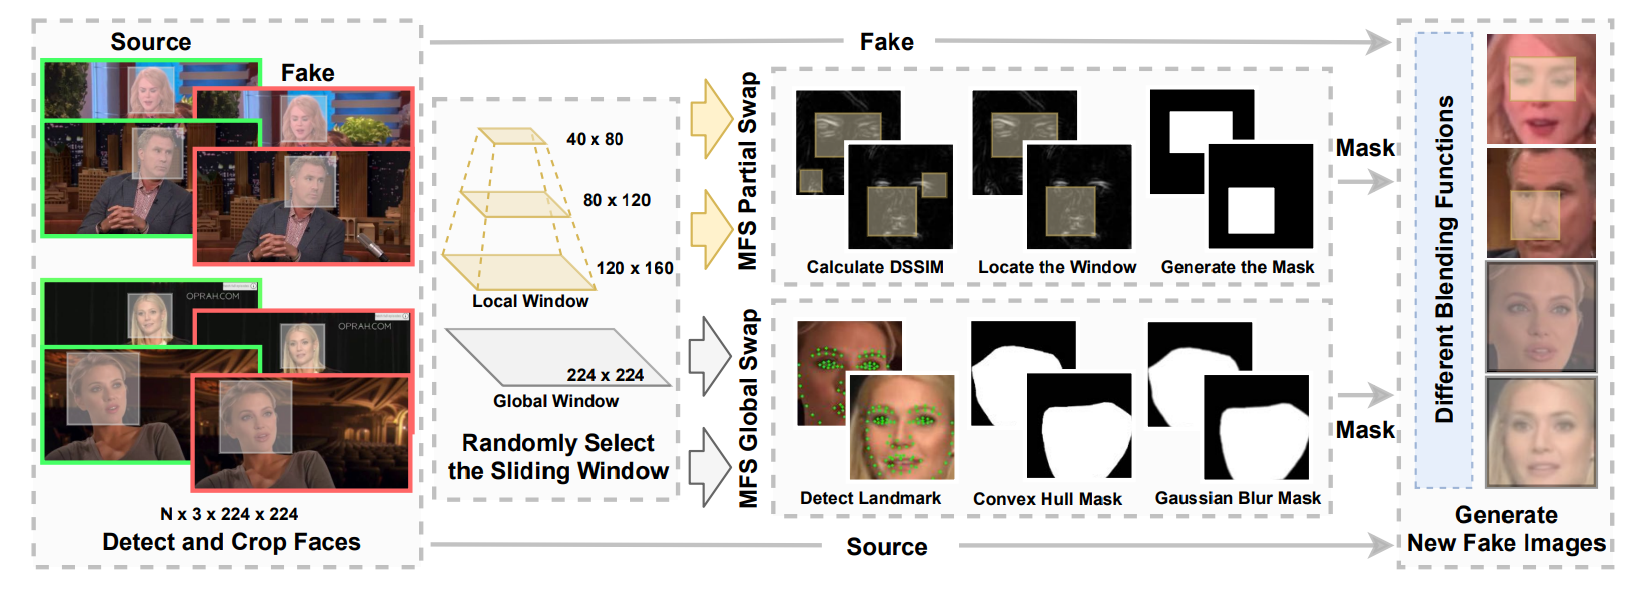 Source
Fake
OPRAH.COM
OPRAH.COM
N x 3 x 224 x 224
Detect and Crop Faces
40 x 80
80 x 120
120 x 160
Local Window
224 x 224
Global Window
Randomly Select
the Sliding Window
Fake
MFS Partial Swap
Calculate DSSIM
Locate the Window
Generate the Mask
Mask
MFS Global Swap
Detect Landmark
Convex Hull Mask
Gaussian Blur Mask
Mask
Source
Different Blending Functions
Generate
New Fake Images